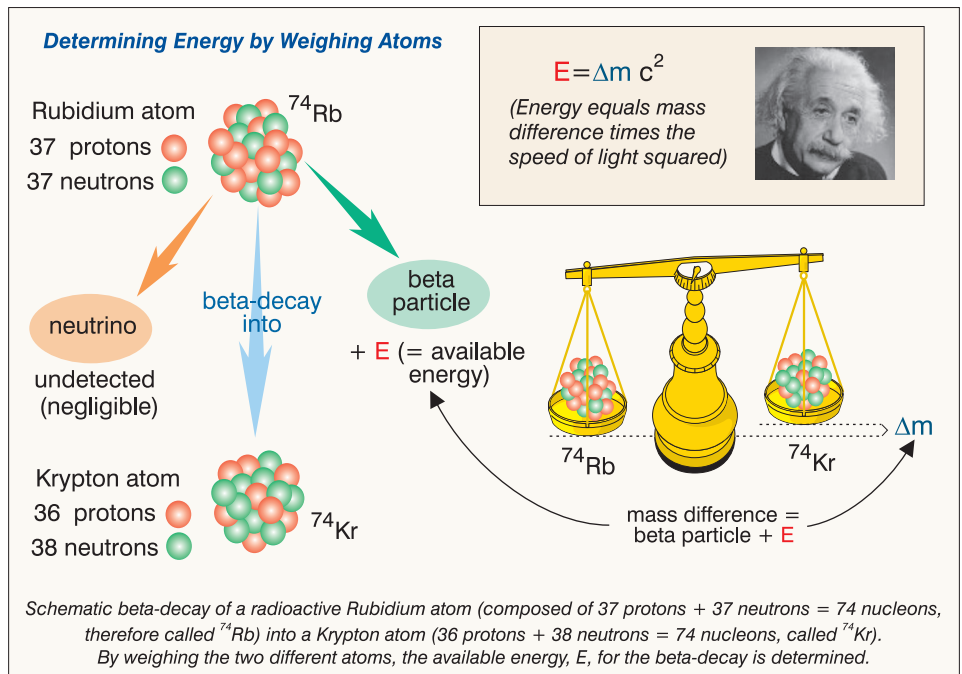 Determining Energy by Weighing Atoms
E=Δm c²
(Energy equals mass
difference times the
speed of light squared)
Rubidium atom
37 protons
37 neutrons
⁷⁴Rb
neutrino
undetected
(negligible)
beta-decay
into
beta
particle
+ E (= available
energy)
Krypton atom
36 protons
38 neutrons
⁷⁴Kr
⁷⁴Rb
⁷⁴Kr
Δm
mass difference =
beta particle + E
Schematic beta-decay of a radioactive Rubidium atom (composed of 37 protons + 37 neutrons = 74 nucleons,
therefore called ⁷⁴Rb) into a Krypton atom (36 protons + 38 neutrons = 74 nucleons, called ⁷⁴Kr).
By weighing the two different atoms, the available energy, E, for the beta-decay is determined.